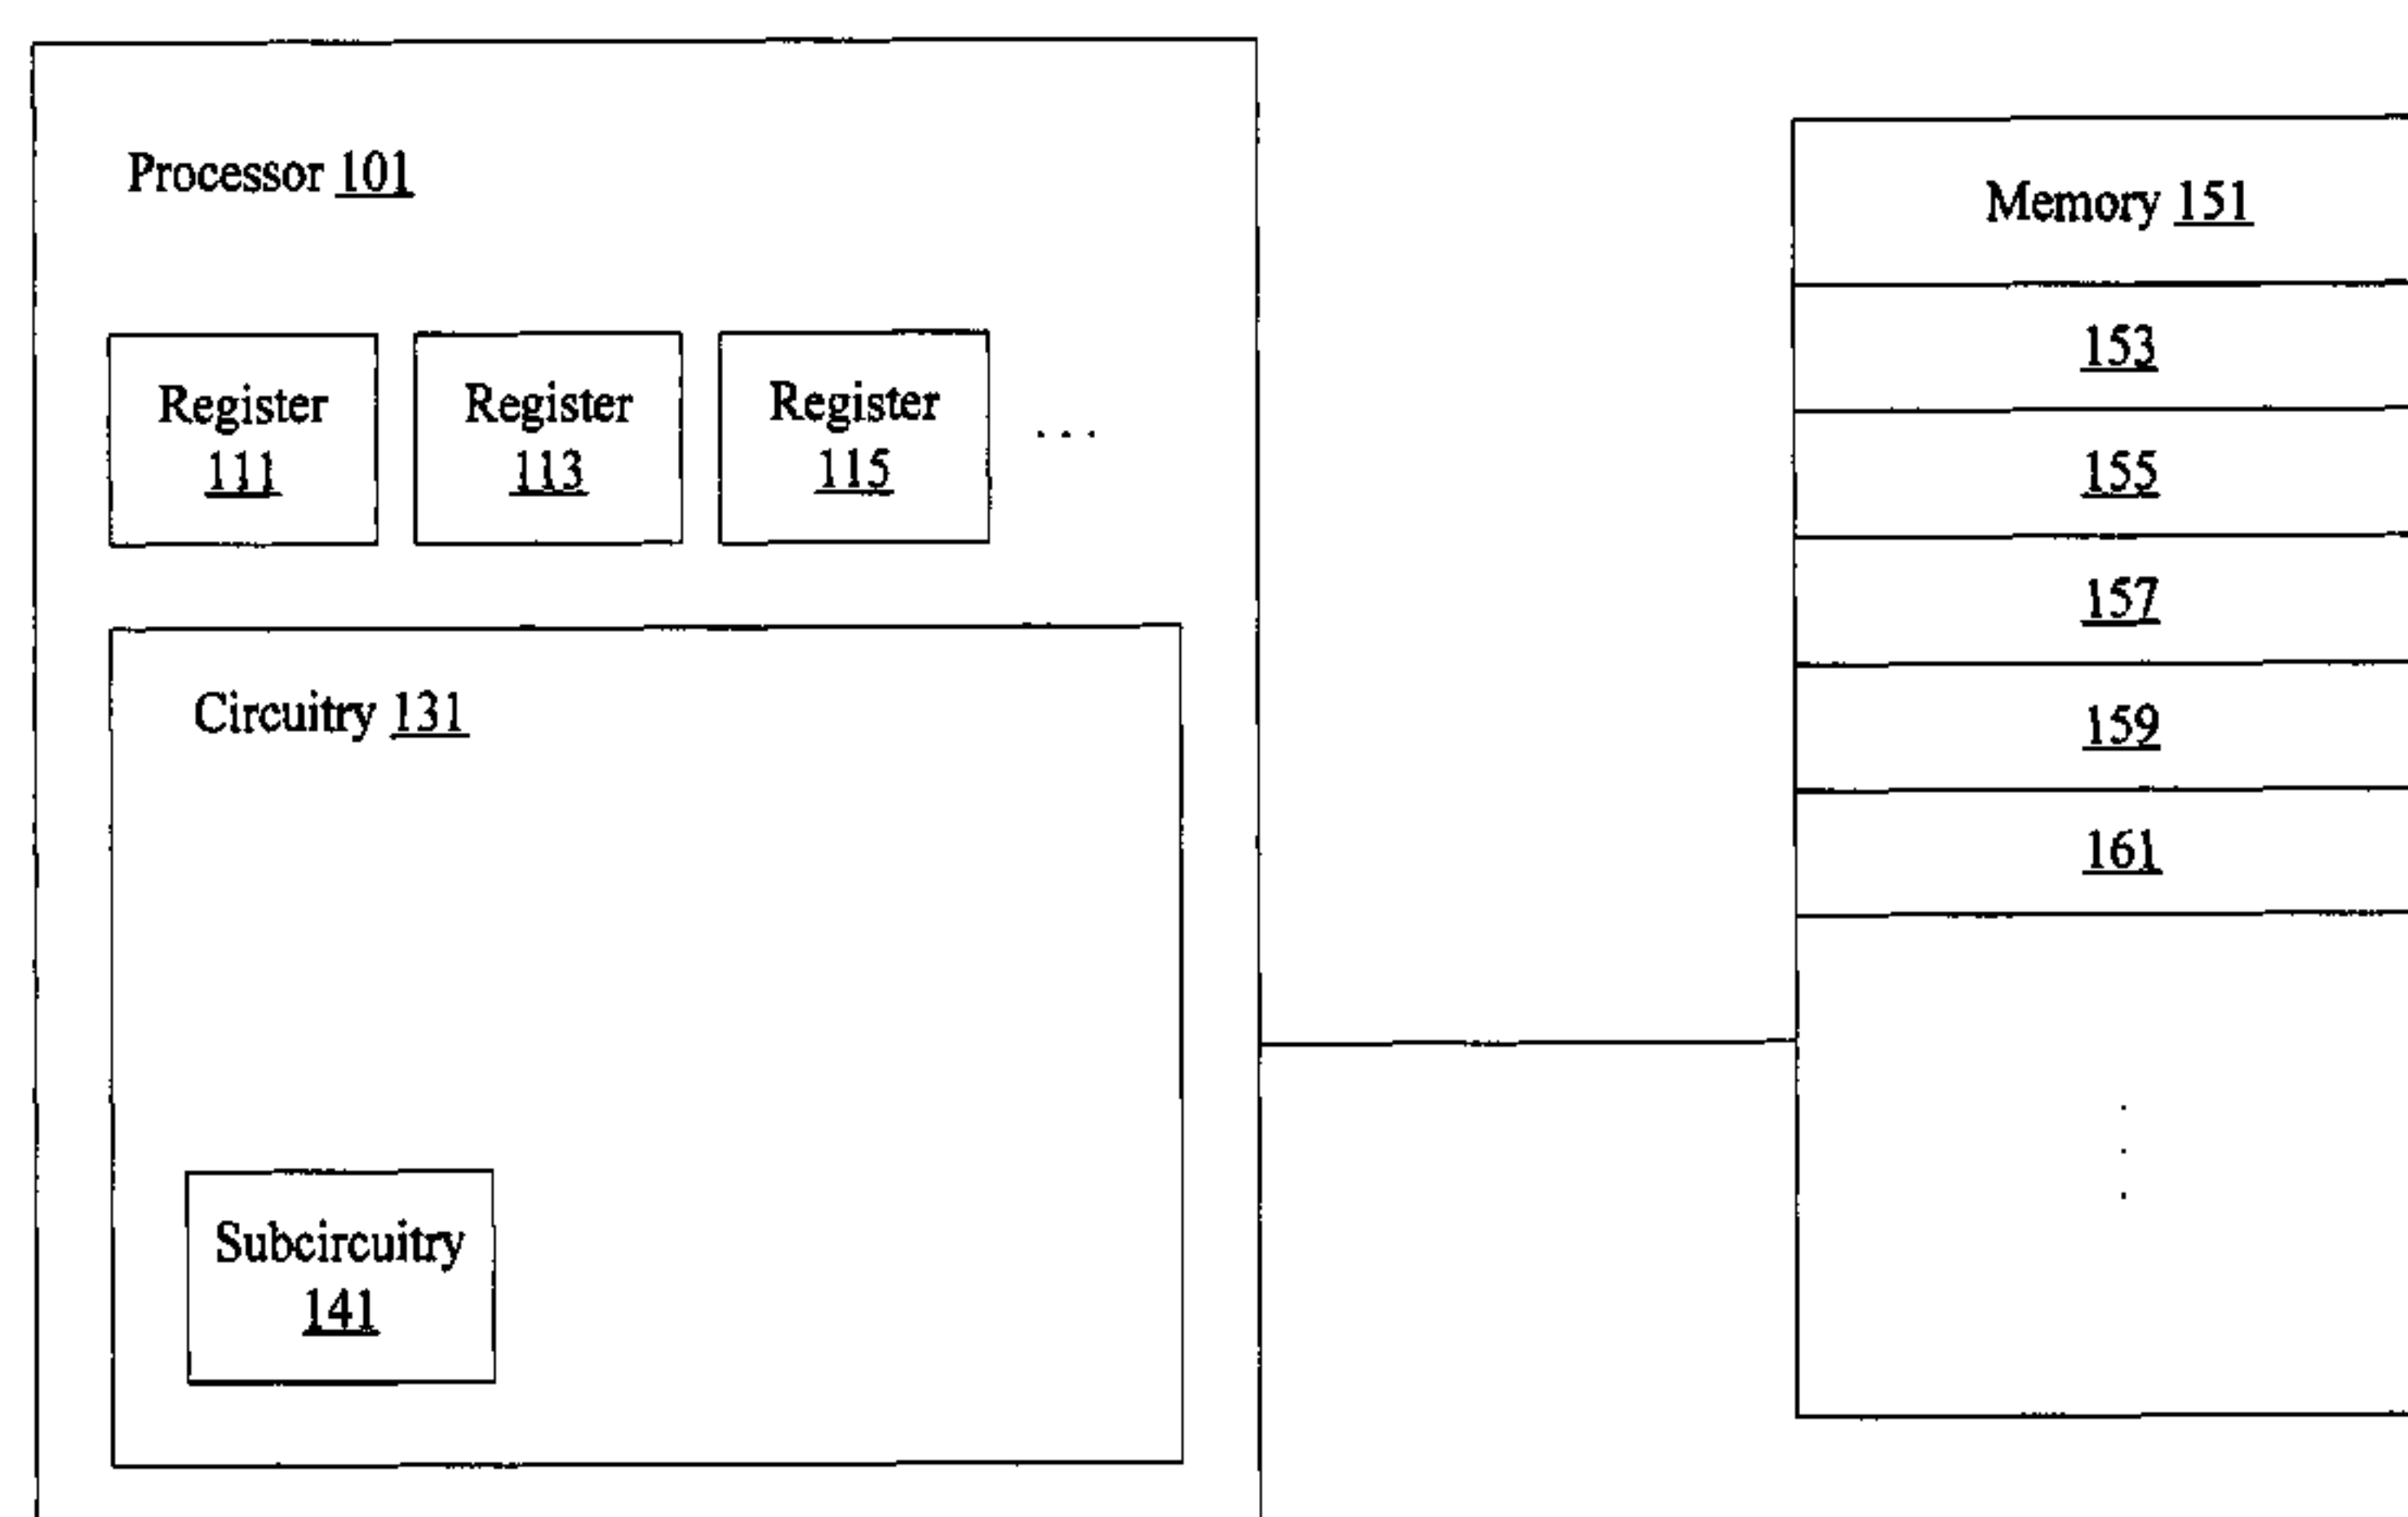 Processor 101
Register
111
Register
113
Register
115
...
Circuitry 131
Subcircuitry
141
Memory 151
153
155
157
159
161
.
.
.